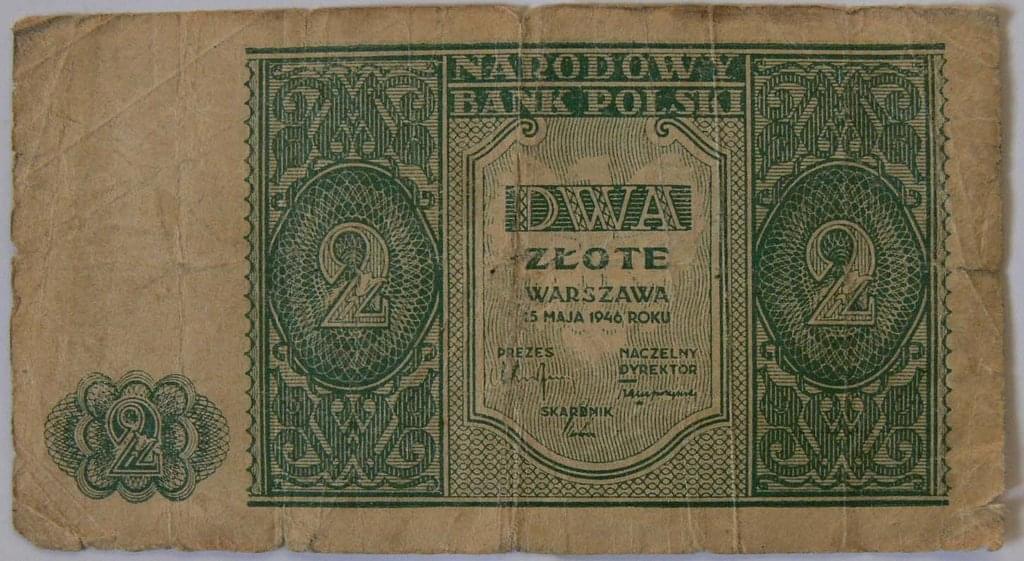 NARODOWY
BANK POLSKI
2
2
DWA
ZŁOTE
WARSZAWA
15 MAJA 1946 ROKU
PREZES
NACZELNY
DYREKTOR
SKARBNIK
2